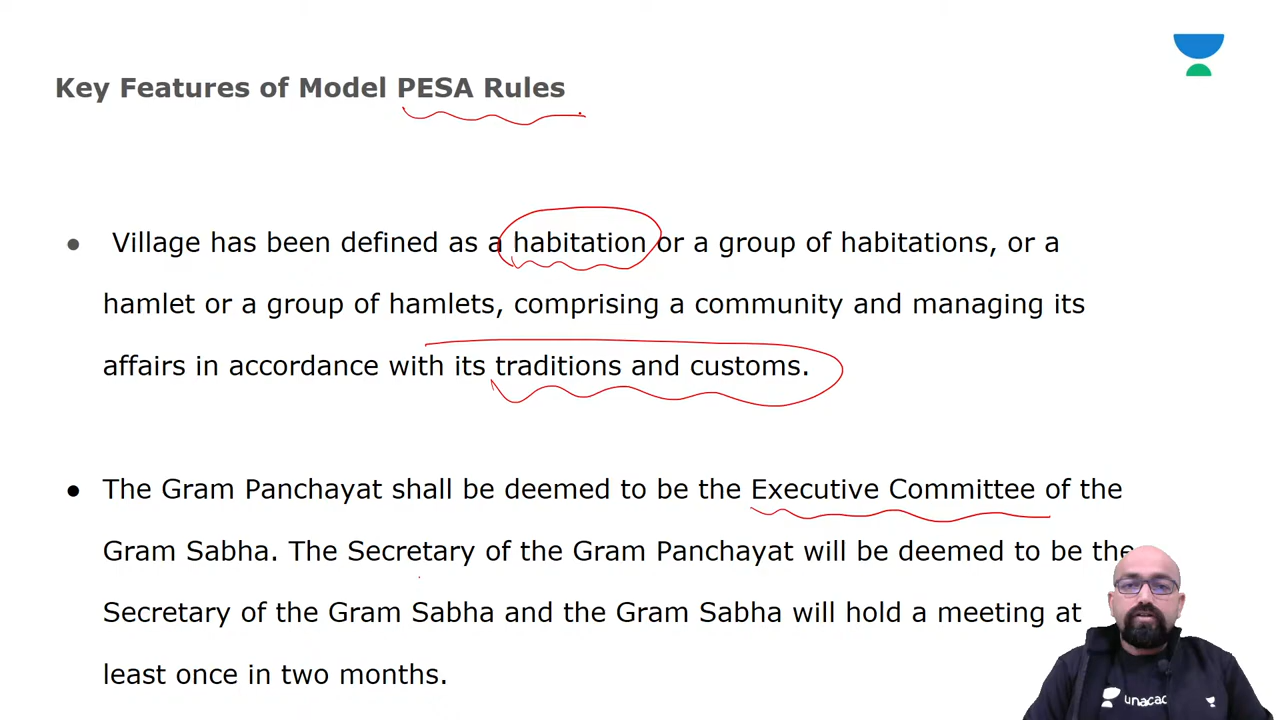 Key Features of Model PESA Rules
● Village has been defined as a habitation or a group of habitations, or a
hamlet or a group of hamlets, comprising a community and managing its
affairs in accordance with its traditions and customs.
● The Gram Panchayat shall be deemed to be the Executive Committee of the
Gram Sabha. The Secretary of the Gram Panchayat will be deemed to be the
Secretary of the Gram Sabha and the Gram Sabha will hold a meeting at
least once in two months.